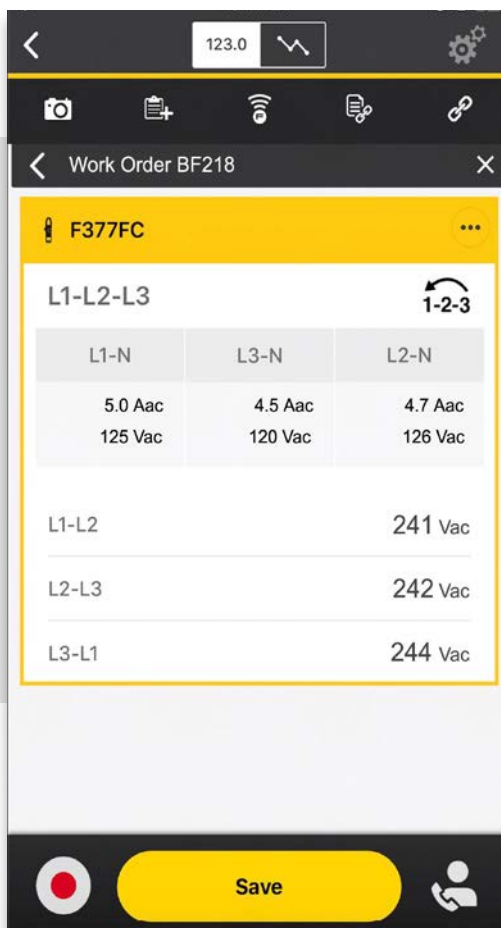 123.0
Work Order BF218
F377FC
L1-L2-L3
1-2-3
L1-N L3-N L2-N
5.0 Aac 4.5 Aac 4.7 Aac
125 Vac 120 Vac 126 Vac
L1-L2 241 Vac
L2-L3 242 Vac
L3-L1 244 Vac
Save